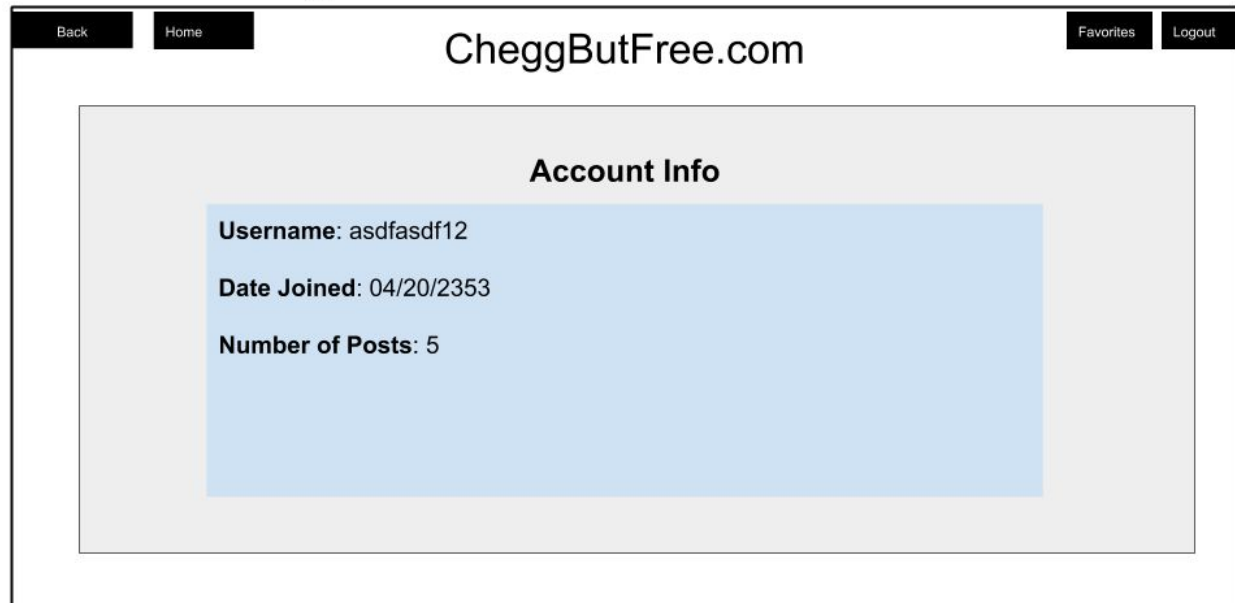 Back Home CheggButFree.com Favorites Logout
Account Info
Username: asdfasdf12
Date Joined: 04/20/2353
Number of Posts: 5